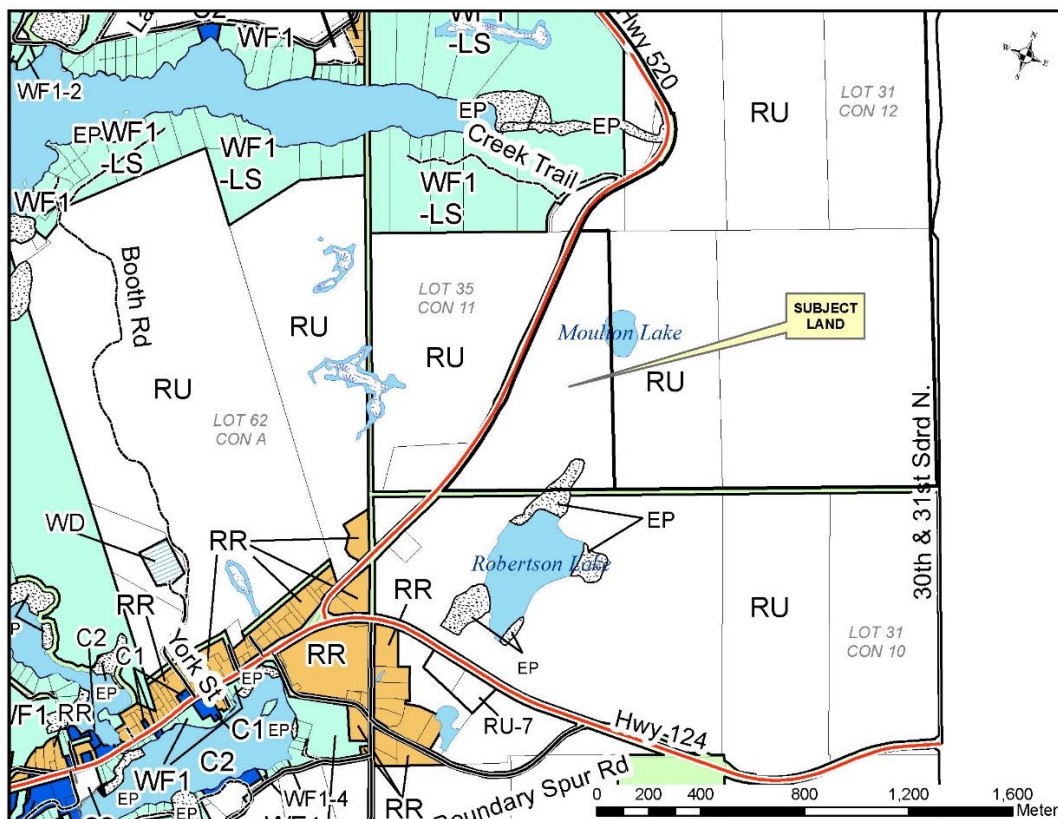 WF1
-LS
C2
WF1
WF1-2
Hwy 520
N
E
S
W
RU
LOT 31
CON 12
EP
EP
EP
WF1
-LS
WF1
-LS
Creek Trail
WF1
-LS
WF1
Booth Rd
RU
LOT 35
CON 11
RU
Moulton Lake
SUBJECT
LAND
RU
RU
LOT 62
CON A
30th & 31st Sdrd N.
WD
RR
EP
Robertson Lake
RR
RU
C2
C1
York St
RR
RR
EP
LOT 31
CON 10
EP
EP
RR
C1
EP
RU-7
Hwy-124
WF1
C2
EP
WF1-4
RR
Boundary Spur Rd
EP
0 200 400 800 1,200 1,600
Meter